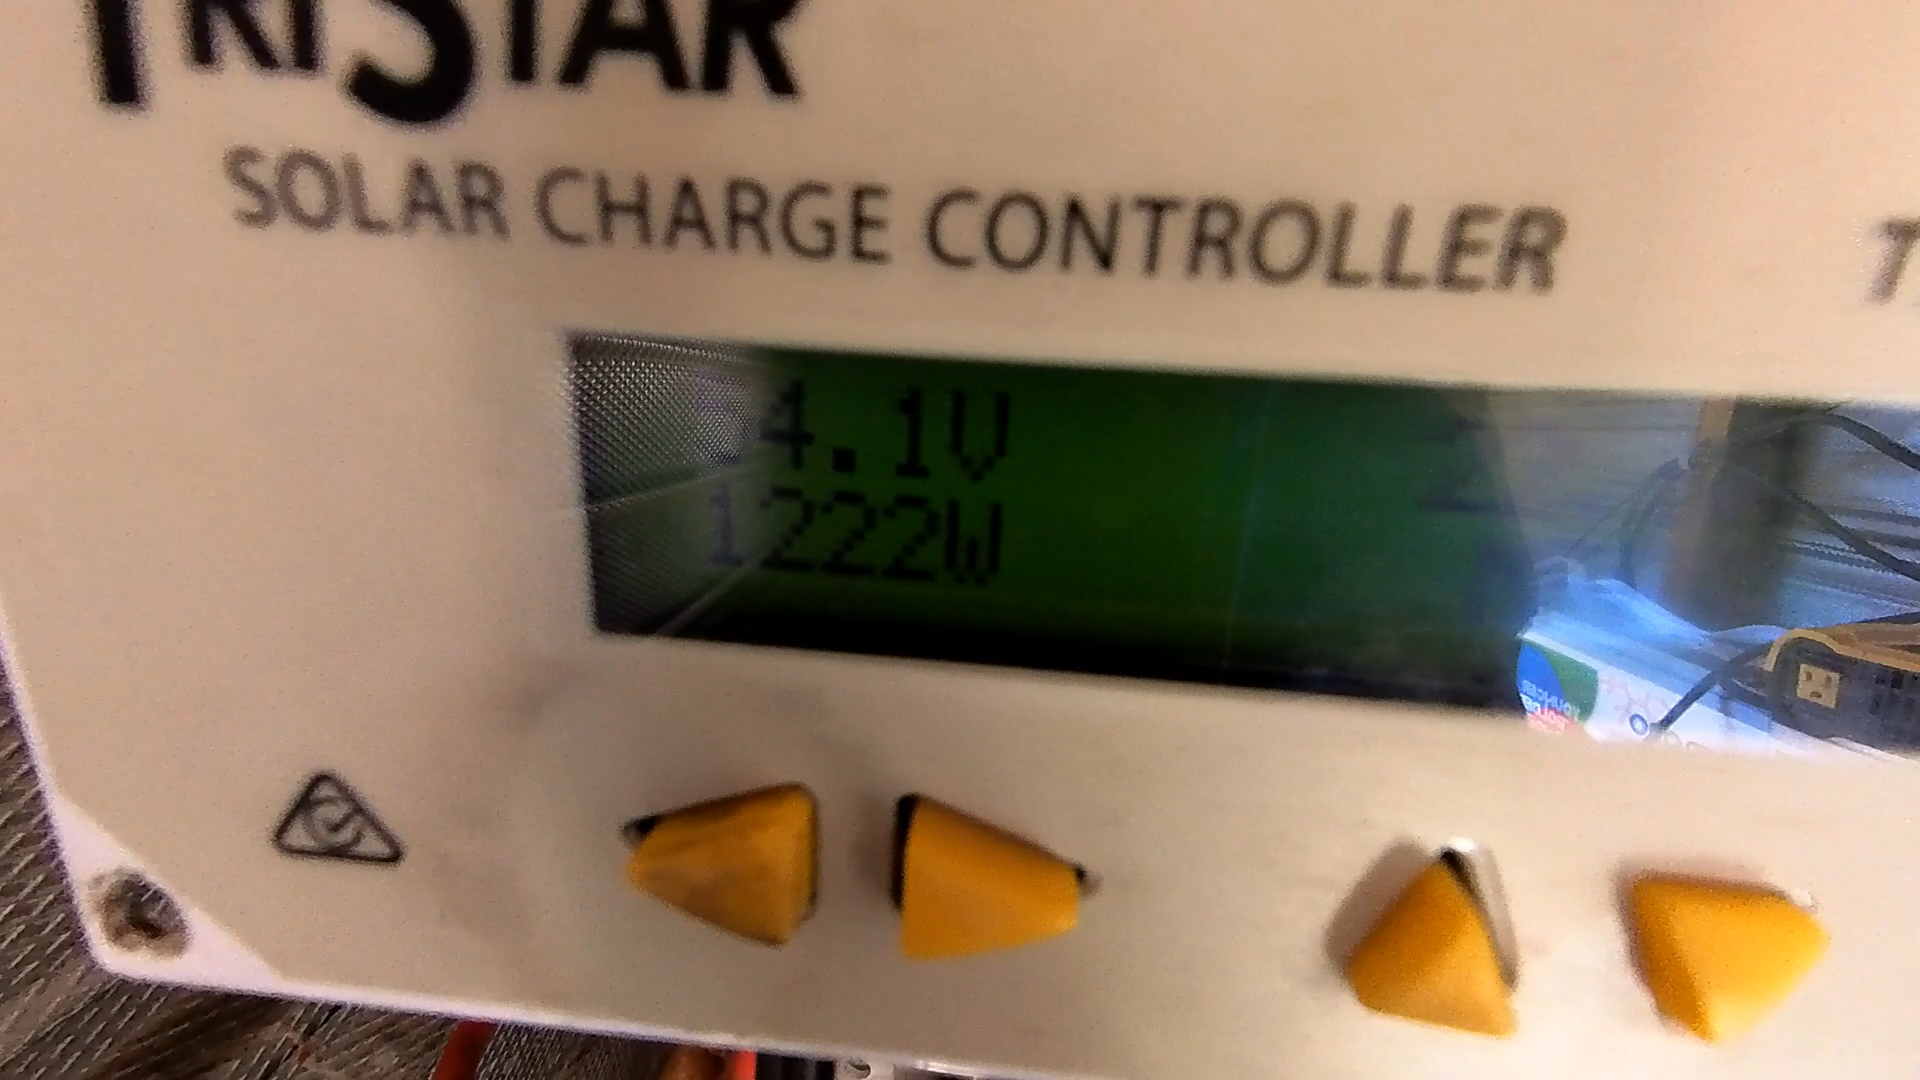 TRISTAR
SOLAR CHARGE CONTROLLER
4.1V
1222W